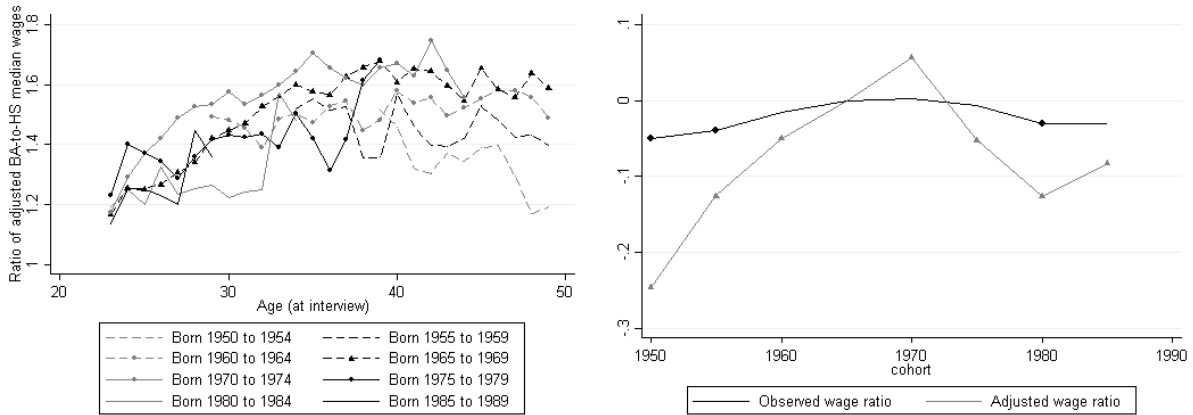 Ratio of adjusted BA-to-HS median wages
1.8
1.6
1.4
1.2
1
20 30 40 50
Age (at interview)
Born 1950 to 1954 Born 1955 to 1959
Born 1960 to 1964 Born 1965 to 1969
Born 1970 to 1974 Born 1975 to 1979
Born 1980 to 1984 Born 1985 to 1989
.1
0
-.1
-.2
-.3
1950 1960 1970 1980 1990
cohort
Observed wage ratio Adjusted wage ratio